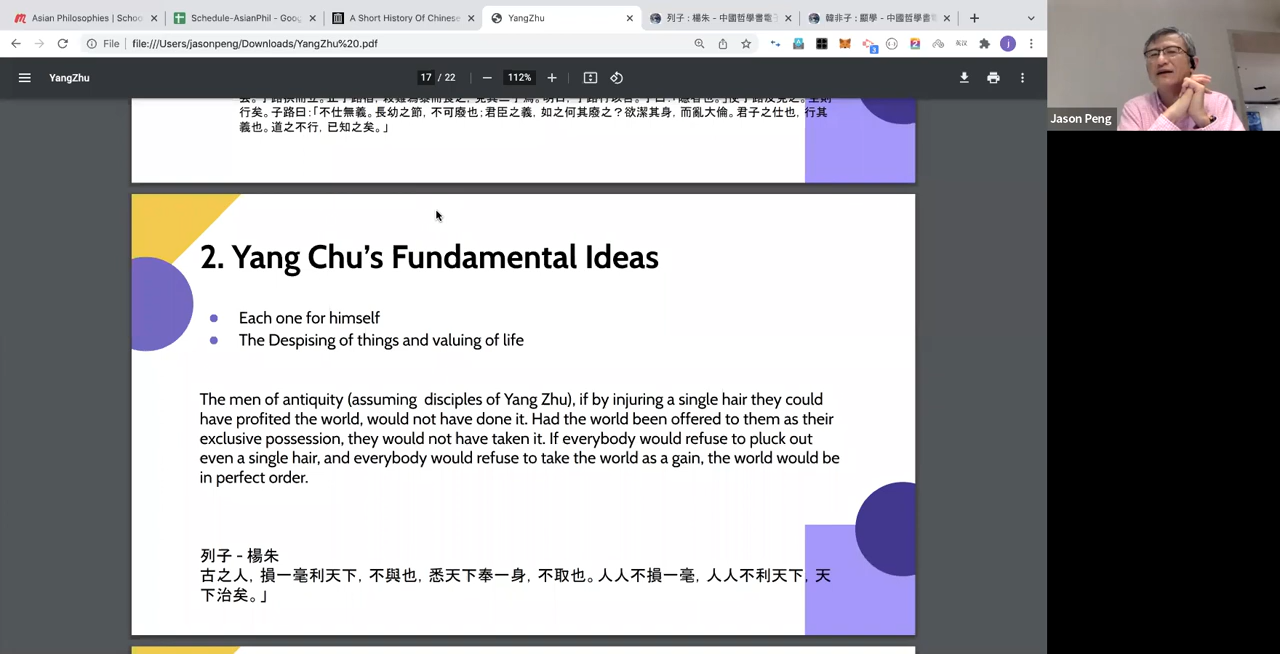 Asian Philosophies | Schoo
Schedule-AsianPhil - Goog
A Short History Of Chinese
YangZhu
列子 : 楊朱 - 中國哲學書電子
韓非子 : 顯學 - 中國哲學書電
File
file:///Users/jasonpeng/Downloads/YangZhu%20.pdf
YangZhu
17 / 22
112%
Jason Peng
行矣。子路曰：「不仕無義。長幼之節，不可廢也；君臣之義，如之何其廢之？欲潔其身，而亂大倫。君子之仕也，行其
義也。道之不行，已知之矣。」
2. Yang Chu’s Fundamental Ideas
Each one for himself
The Despising of things and valuing of life
The men of antiquity (assuming disciples of Yang Zhu), if by injuring a single hair they could
have profited the world, would not have done it. Had the world been offered to them as their
exclusive possession, they would not have taken it. If everybody would refuse to pluck out
even a single hair, and everybody would refuse to take the world as a gain, the world would be
in perfect order.
列子 - 楊朱
古之人，損一毫利天下，不與也，悉天下奉一身，不取也。人人不損一毫，人人不利天下，天
下治矣。」